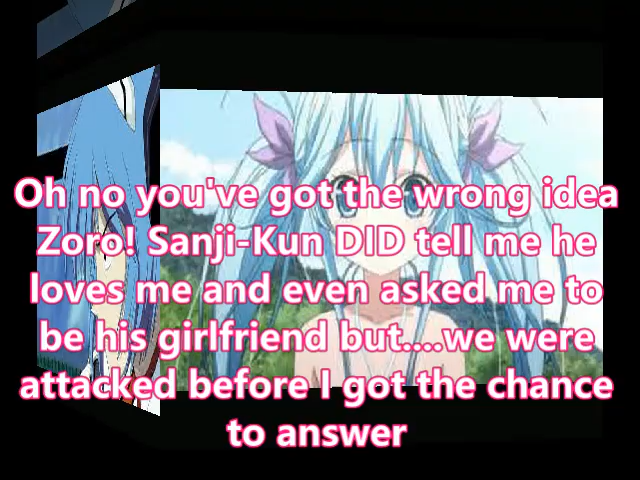 Oh no you've got the wrong idea
Zoro! Sanji-Kun DID tell me he
loves me and even asked me to
be his girlfriend but....we were
attacked before I got the chance
to answer